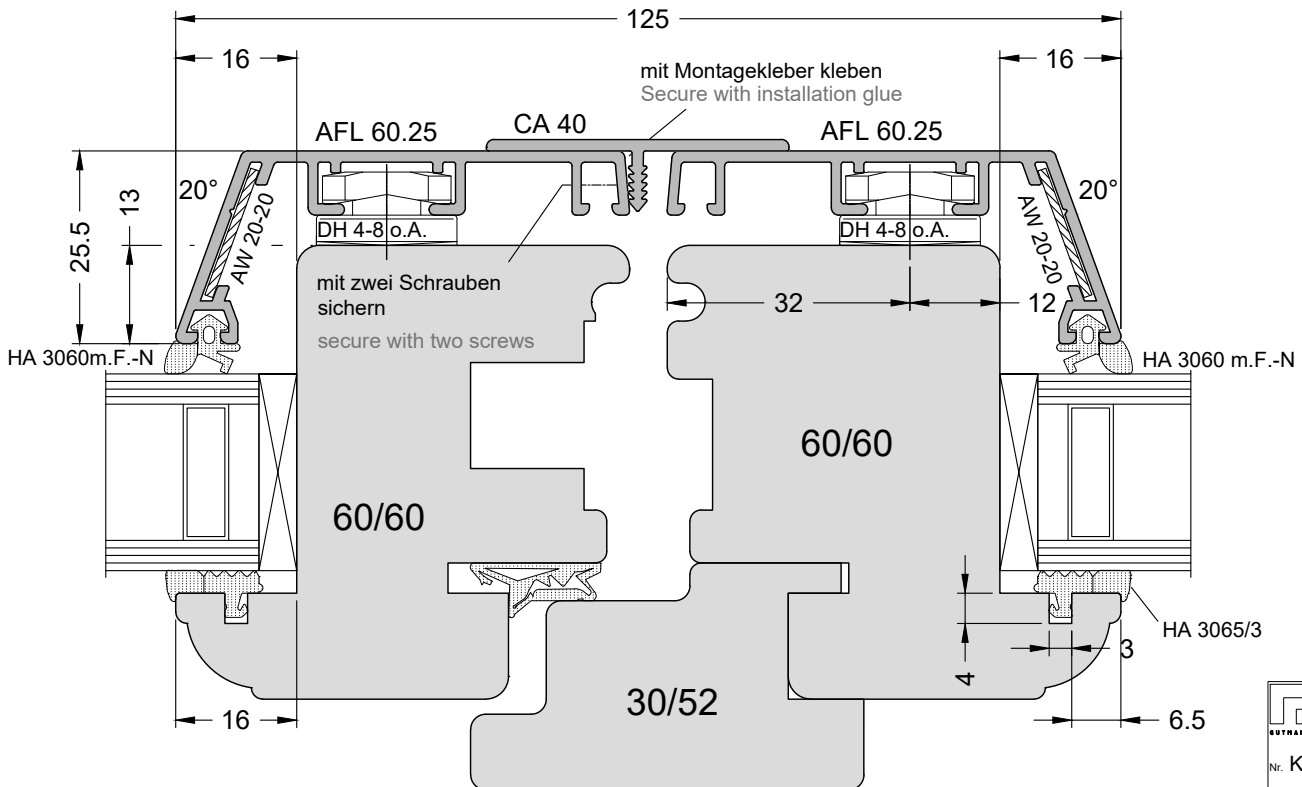 125
16
16
mit Montagekleber kleben
Secure with installation glue
AFL 60.25
CA 40
AFL 60.25
20°
20°
13
25.5
AW 20-20
AW 20-20
DH 4-8 o.A.
DH 4-8 o.A.
mit zwei Schrauben
sichern
secure with two screws
32
12
HA 3060m.F.-N
HA 3060 m.F.-N
60/60
60/60
HA 3065/3
3
4
30/52
16
6.5
Nr. K